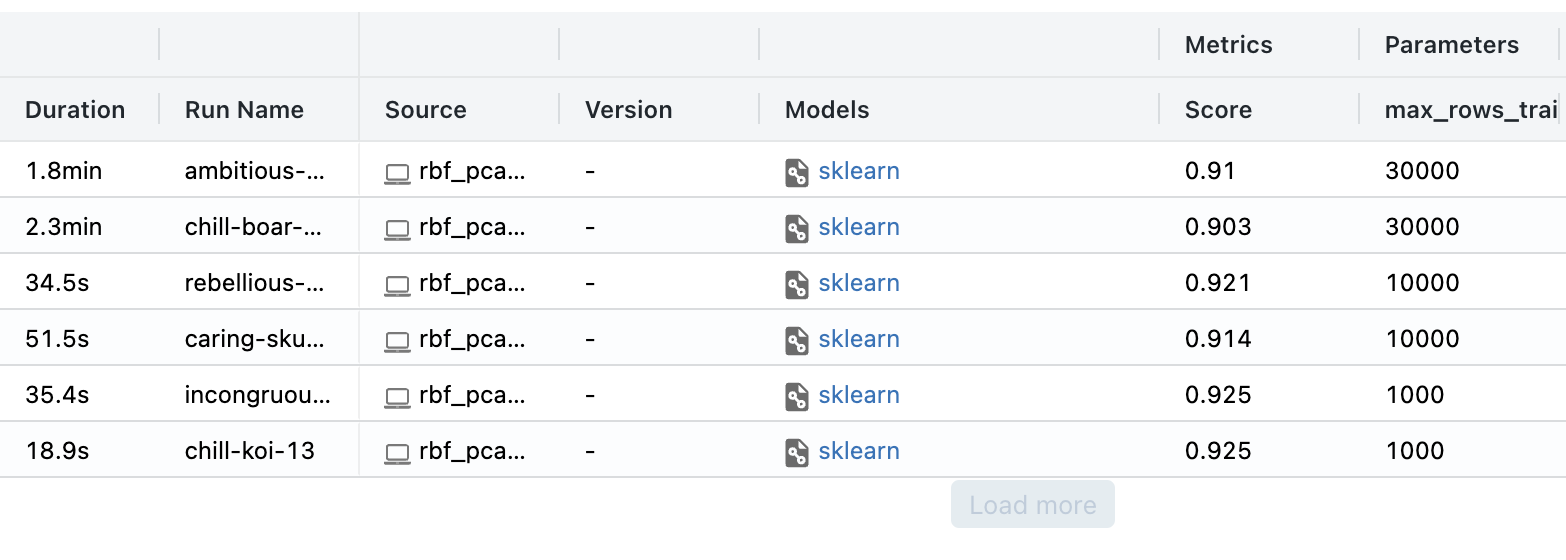 Metrics Parameters
Duration Run Name Source Version Models Score max_rows_trai
1.8min ambitious-... rbf_pca... - sklearn 0.91 30000
2.3min chill-boar-... rbf_pca... - sklearn 0.903 30000
34.5s rebellious-... rbf_pca... - sklearn 0.921 10000
51.5s caring-sku... rbf_pca... - sklearn 0.914 10000
35.4s incongruou... rbf_pca... - sklearn 0.925 1000
18.9s chill-koi-13 rbf_pca... - sklearn 0.925 1000
Load more